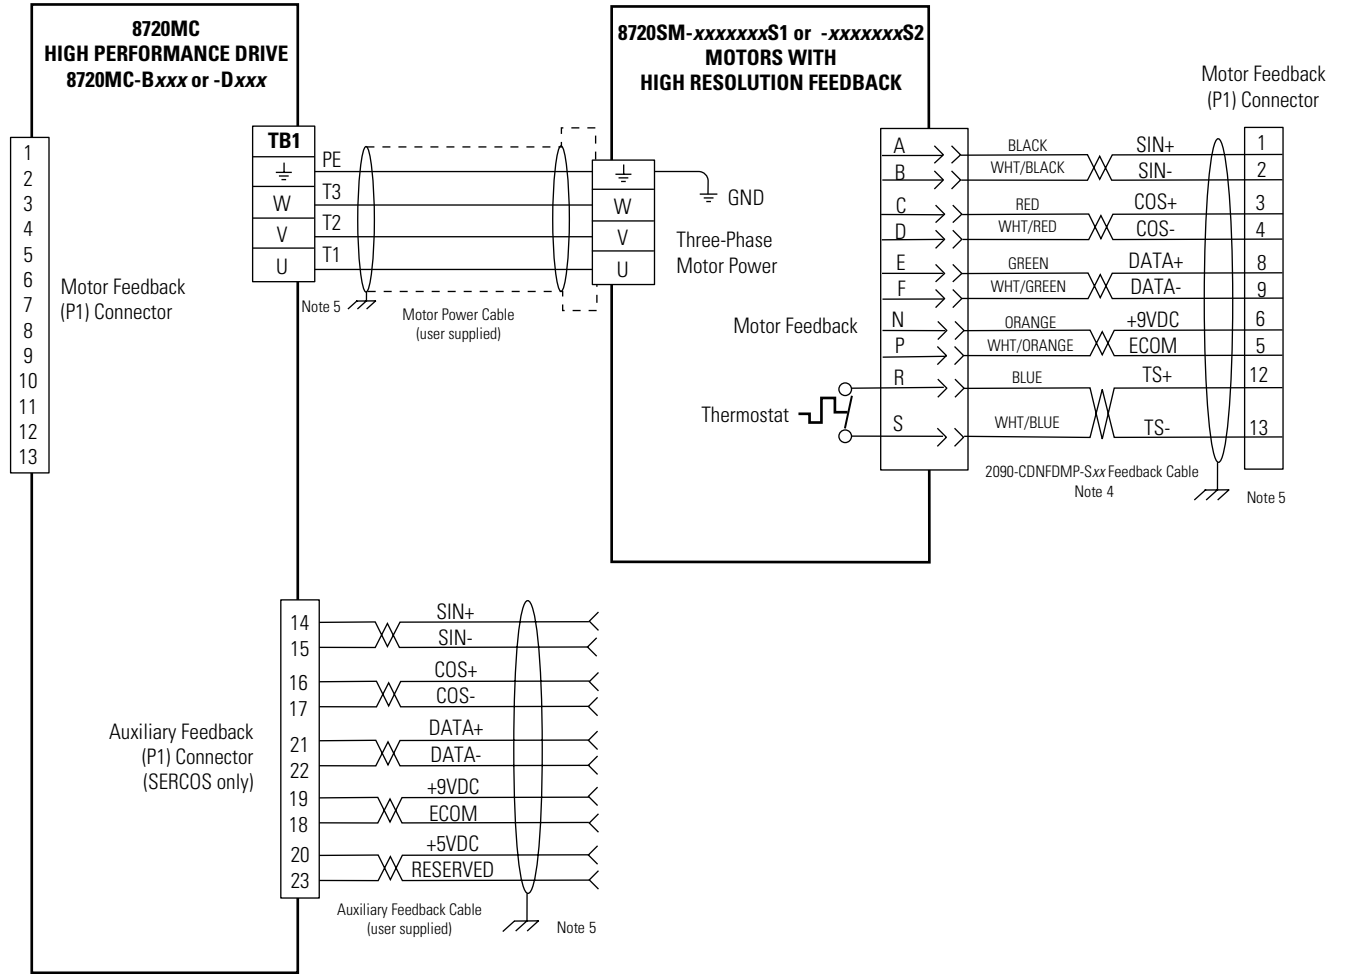 8720MC
HIGH PERFORMANCE DRIVE
8720MC-Bxxx or -Dxxx
1
2
3
4
5
6
7
8
9
10
11
12
13
Motor Feedback
(P1) Connector
TB1
W
V
U
PE
T3
T2
T1
Note 5
Motor Power Cable
(user supplied)
8720SM-xxxxxxxS1 or -xxxxxxxS2
MOTORS WITH
HIGH RESOLUTION FEEDBACK
W
V
U
GND
Three-Phase
Motor Power
Motor Feedback
Thermostat
Motor Feedback
(P1) Connector
A BLACK SIN+ 1
B WHT/BLACK SIN- 2
C RED COS+ 3
D WHT/RED COS- 4
E GREEN DATA+ 8
F WHT/GREEN DATA- 9
N ORANGE +9VDC 6
P WHT/ORANGE ECOM 5
R BLUE TS+ 12
S WHT/BLUE TS- 13
2090-CDNFDMP-Sxx Feedback Cable
Note 4
Note 5
Auxiliary Feedback
(P1) Connector
(SERCOS only)
14 SIN+
15 SIN-
16 COS+
17 COS-
21 DATA+
22 DATA-
19 +9VDC
18 ECOM
20 +5VDC
23 RESERVED
Auxiliary Feedback Cable
(user supplied)
Note 5